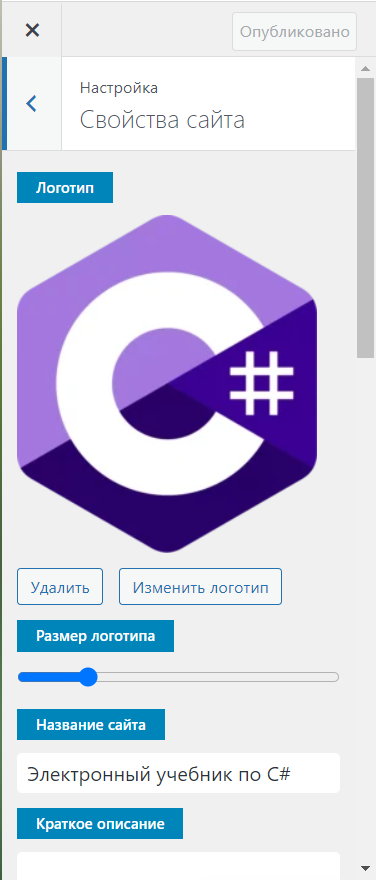 Опубликовано
Настройка
Свойства сайта
Логотип
C#
Удалить
Изменить логотип
Размер логотипа
Название сайта
Электронный учебник по C#
Краткое описание